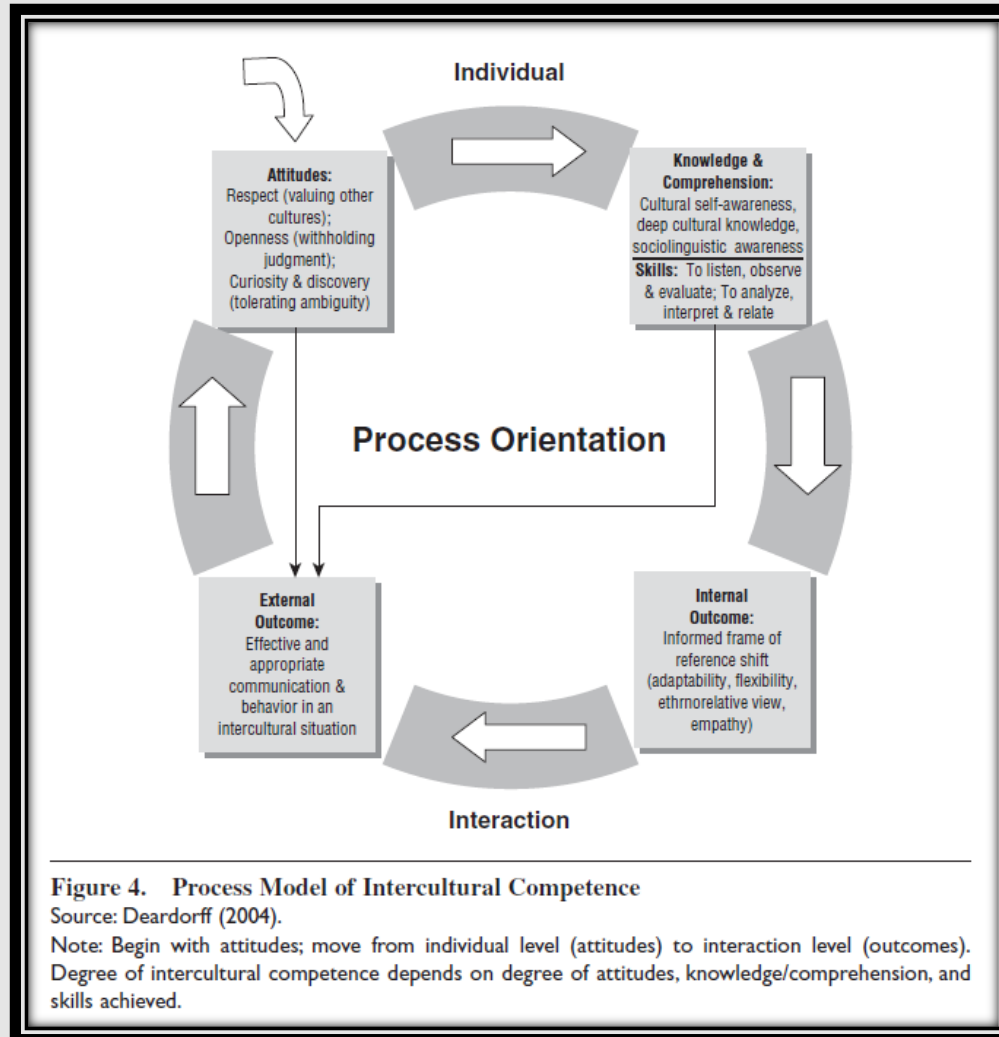 Individual
Attitudes:
Respect (valuing other
cultures);
Openness (withholding
judgment);
Curiosity & discovery
(tolerating ambiguity)
Knowledge &
Comprehension:
Cultural self-awareness,
deep cultural knowledge,
sociolinguistic awareness
Skills: To listen, observe
& evaluate; To analyze,
interpret & relate
Process Orientation
External
Outcome:
Effective and
appropriate
communication &
behavior in an
intercultural situation
Internal
Outcome:
Informed frame of
reference shift
(adaptability, flexibility,
ethrnorelative view,
empathy)
Interaction
Figure 4. Process Model of Intercultural Competence
Source: Deardorff (2004).
Note: Begin with attitudes; move from individual level (attitudes) to interaction level (outcomes).
Degree of intercultural competence depends on degree of attitudes, knowledge/comprehension, and
skills achieved.